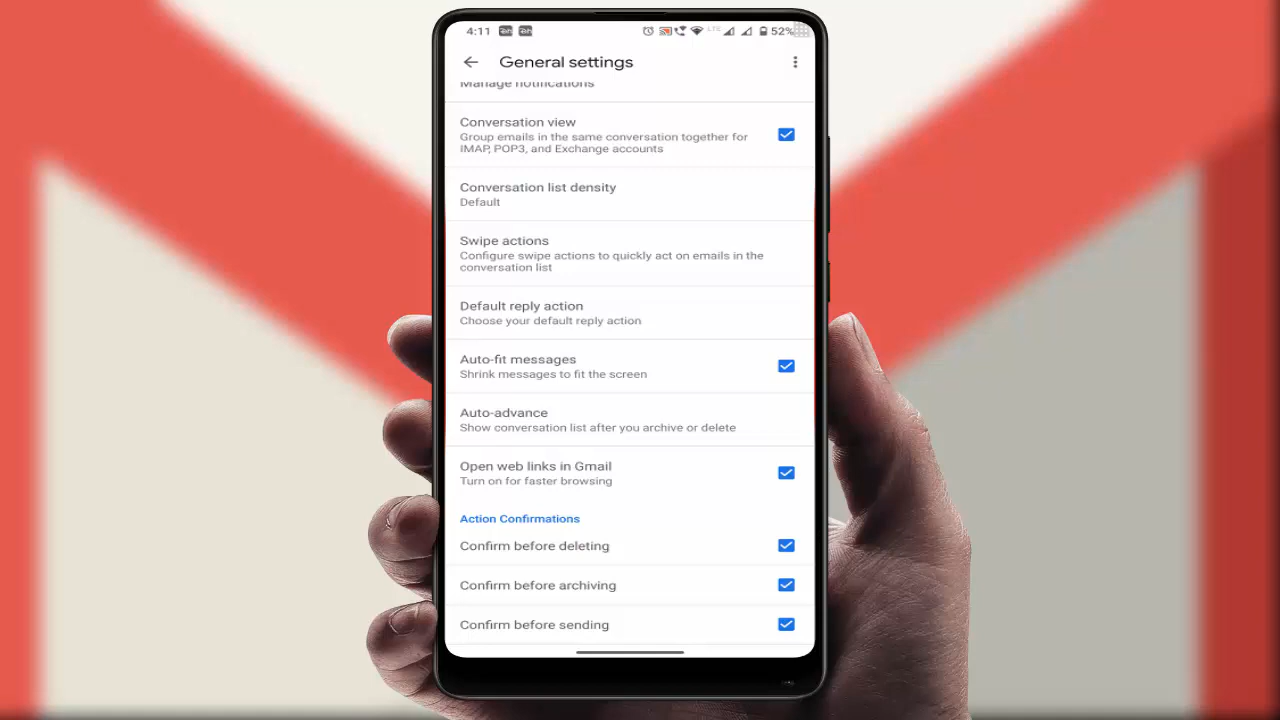 4:11
LTE 52%
General settings
Manage notifications
Conversation view
Group emails in the same conversation together for
IMAP, POP3, and Exchange accounts
Conversation list density
Default
Swipe actions
Configure swipe actions to quickly act on emails in the
conversation list
Default reply action
Choose your default reply action
Auto-fit messages
Shrink messages to fit the screen
Auto-advance
Show conversation list after you archive or delete
Open web links in Gmail
Turn on for faster browsing
Action Confirmations
Confirm before deleting
Confirm before archiving
Confirm before sending